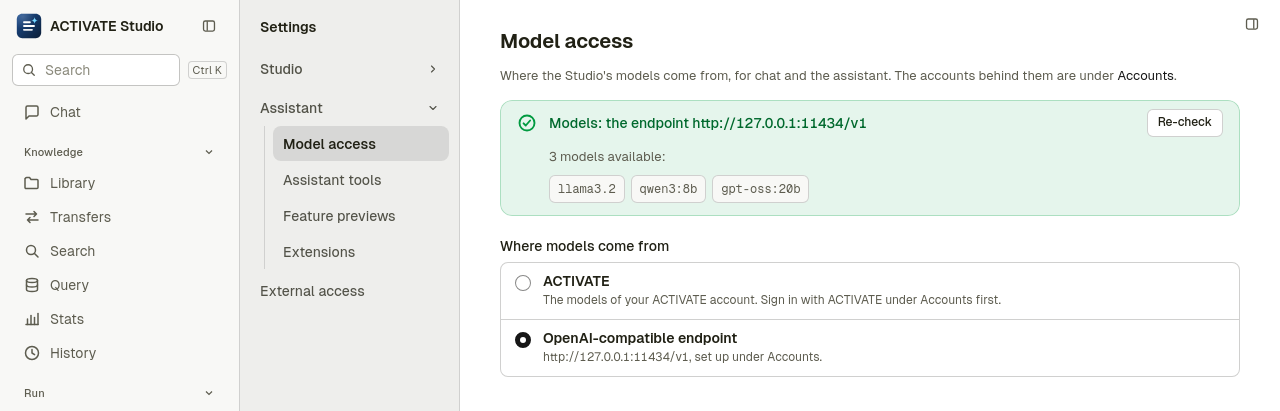 ACTIVATE Studio
Search
Ctrl K
Chat
Knowledge
Library
Transfers
Search
Query
Stats
History
Run
Settings
Studio
Assistant
Model access
Assistant tools
Feature previews
Extensions
External access
Model access
Where the Studio's models come from, for chat and the assistant. The accounts behind them are under Accounts.
Models: the endpoint http://127.0.0.1:11434/v1
Re-check
3 models available:
llama3.2
qwen3:8b
gpt-oss:20b
Where models come from
ACTIVATE
The models of your ACTIVATE account. Sign in with ACTIVATE under Accounts first.
OpenAI-compatible endpoint
http://127.0.0.1:11434/v1, set up under Accounts.